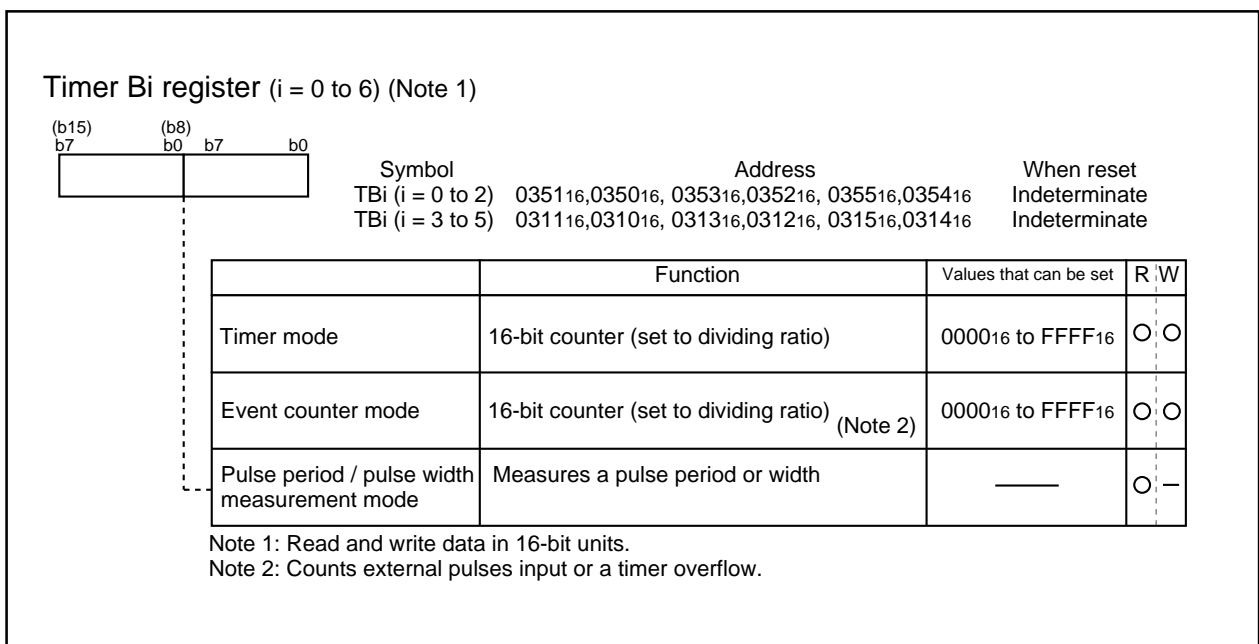 Timer Bi register (i = 0 to 6) (Note 1)
(b15) (b8)
b7 b0 b7 b0
Symbol Address When reset
TBi (i = 0 to 2) 035116,035016, 035316,035216, 035516,035416 Indeterminate
TBi (i = 3 to 5) 031116,031016, 031316,031216, 031516,031416 Indeterminate
Function Values that can be set R W
Timer mode 16-bit counter (set to dividing ratio) 000016 to FFFF16 O O
Event counter mode 16-bit counter (set to dividing ratio) (Note 2) 000016 to FFFF16 O O
Pulse period / pulse width Measures a pulse period or width —— O –
measurement mode
Note 1: Read and write data in 16-bit units.
Note 2: Counts external pulses input or a timer overflow.